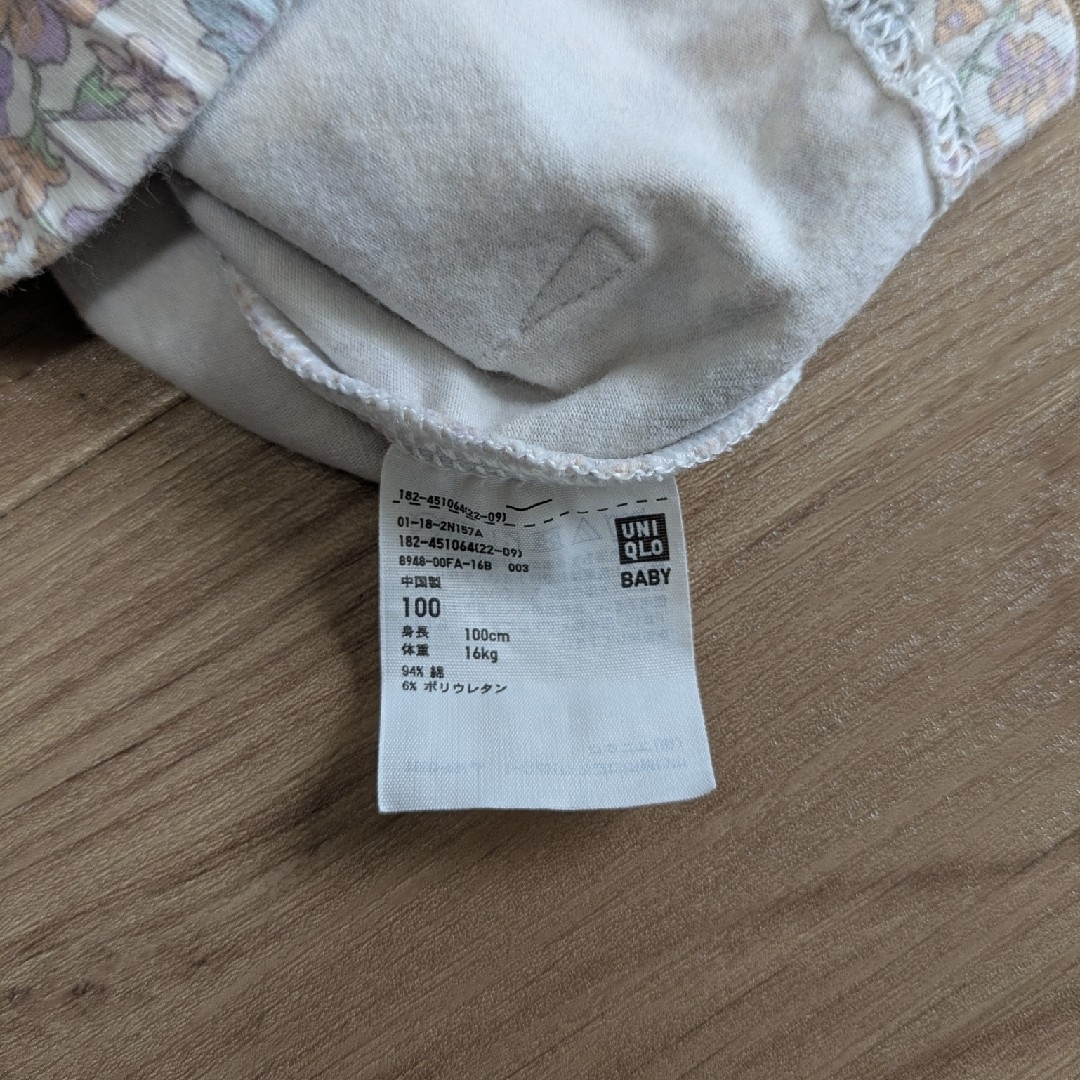 182-451064(22-09)
01-18-2N157A
182-451064(22-09)
8948-00FA-16B 003
中国製
100
身長 100cm
体重 16kg
94% 綿
6% ポリウレタン
UNI
QLO
BABY